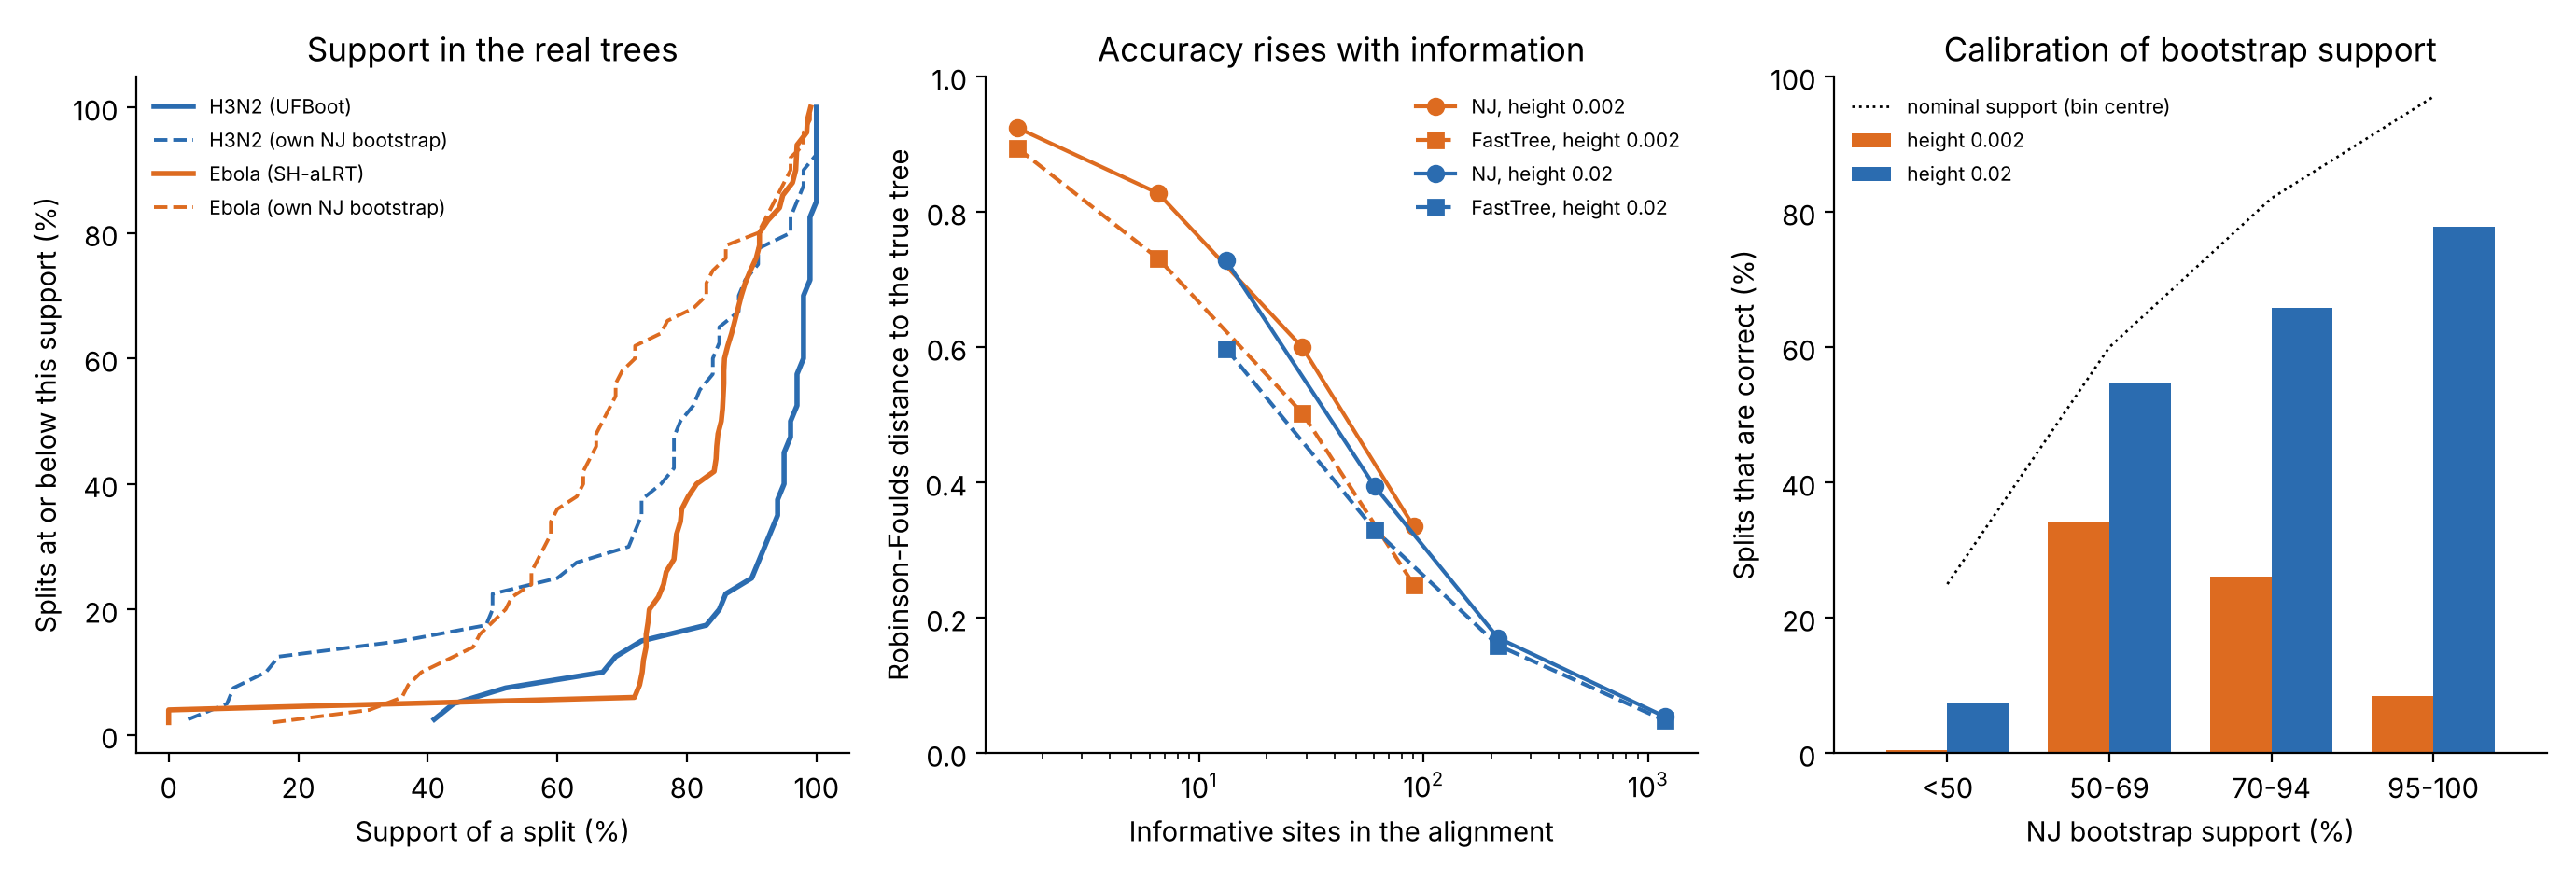 Support in the real trees
H3N2 (UFBoot)
H3N2 (own NJ bootstrap)
Ebola (SH-aLRT)
Ebola (own NJ bootstrap)
Splits at or below this support (%)
100
80
60
40
20
0
0 20 40 60 80 100
Support of a split (%)
Accuracy rises with information
NJ, height 0.002
FastTree, height 0.002
NJ, height 0.02
FastTree, height 0.02
Robinson-Foulds distance to the true tree
1.0
0.8
0.6
0.4
0.2
0.0
10¹ 10² 10³
Informative sites in the alignment
Calibration of bootstrap support
nominal support (bin centre)
height 0.002
height 0.02
Splits that are correct (%)
100
80
60
40
20
0
<50 50-69 70-94 95-100
NJ bootstrap support (%)